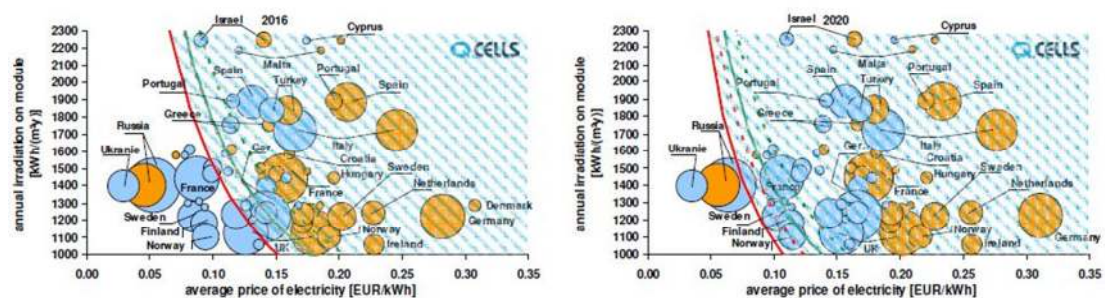 2016
Israel
Cyprus
2300
Q CELLS
2200
Malta
2100
Portugal
Spain
Portugal
Turkey
Spain
2000
1900
Greece
1800
1700
Russia
Ger.
Italy
1600
Ukranie
Croatia
Hungary
Sweden
1500
Netherlands
1400
France
France
1300
Sweden
Denmark
1200
Finland
Germany
Norway
Norway
1100
UK
Ireland
1000
0.00 0.05 0.10 0.15 0.20 0.25 0.30 0.35
average price of electricity [EUR/kWh]
annual irradiation on module
[kWh/(m²y)]
2020
Israel
Cyprus
2300
Q CELLS
2200
Malta
2100
Portugal
Spain
Turkey
Spain
2000
Portugal
1900
Greece
1800
1700
Russia
Italy
1600
Ger.
Croatia
Ukranie
Hungary
Sweden
1500
Netherlands
1400
France
France
1300
Sweden
1200
Finland
Norway
Norway
Germany
1100
UK
Ireland
1000
0.00 0.05 0.10 0.15 0.20 0.25 0.30 0.35
average price of electricity [EUR/kWh]
annual irradiation on module
[kWh/(m²y)]